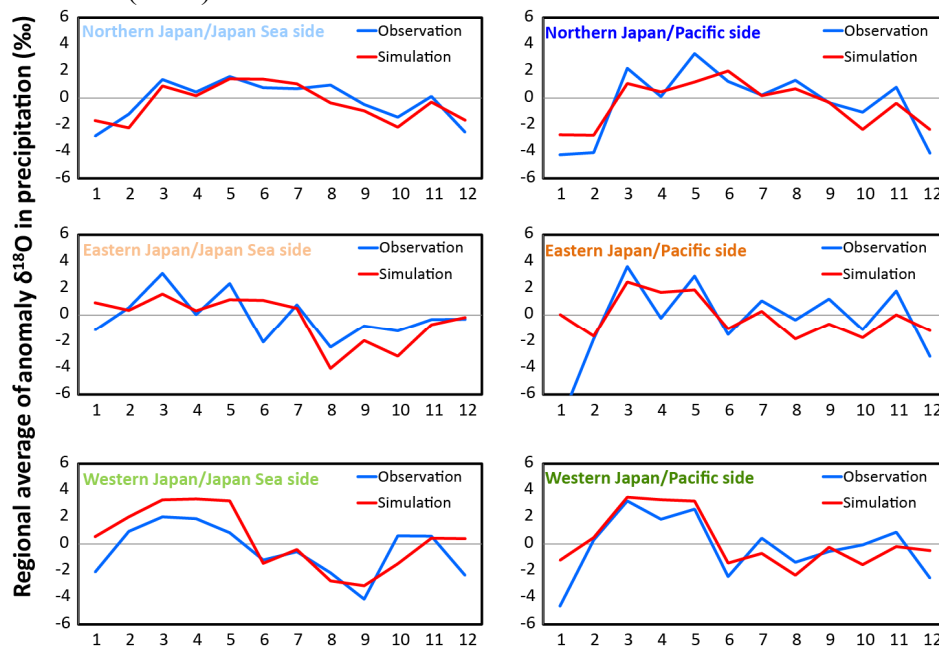 Regional average of anomaly δ¹⁸O in precipitation (‰)
Northern Japan/Japan Sea side
Observation
Simulation
6
4
2
0
-2
-4
-6
1 2 3 4 5 6 7 8 9 10 11 12
Northern Japan/Pacific side
Observation
Simulation
6
4
2
0
-2
-4
-6
1 2 3 4 5 6 7 8 9 10 11 12
Eastern Japan/Japan Sea side
Observation
Simulation
6
4
2
0
-2
-4
-6
1 2 3 4 5 6 7 8 9 10 11 12
Eastern Japan/Pacific side
Observation
Simulation
6
4
2
0
-2
-4
-6
1 2 3 4 5 6 7 8 9 10 11 12
Western Japan/Japan Sea side
Observation
Simulation
6
4
2
0
-2
-4
-6
1 2 3 4 5 6 7 8 9 10 11 12
Western Japan/Pacific side
Observation
Simulation
6
4
2
0
-2
-4
-6
1 2 3 4 5 6 7 8 9 10 11 12